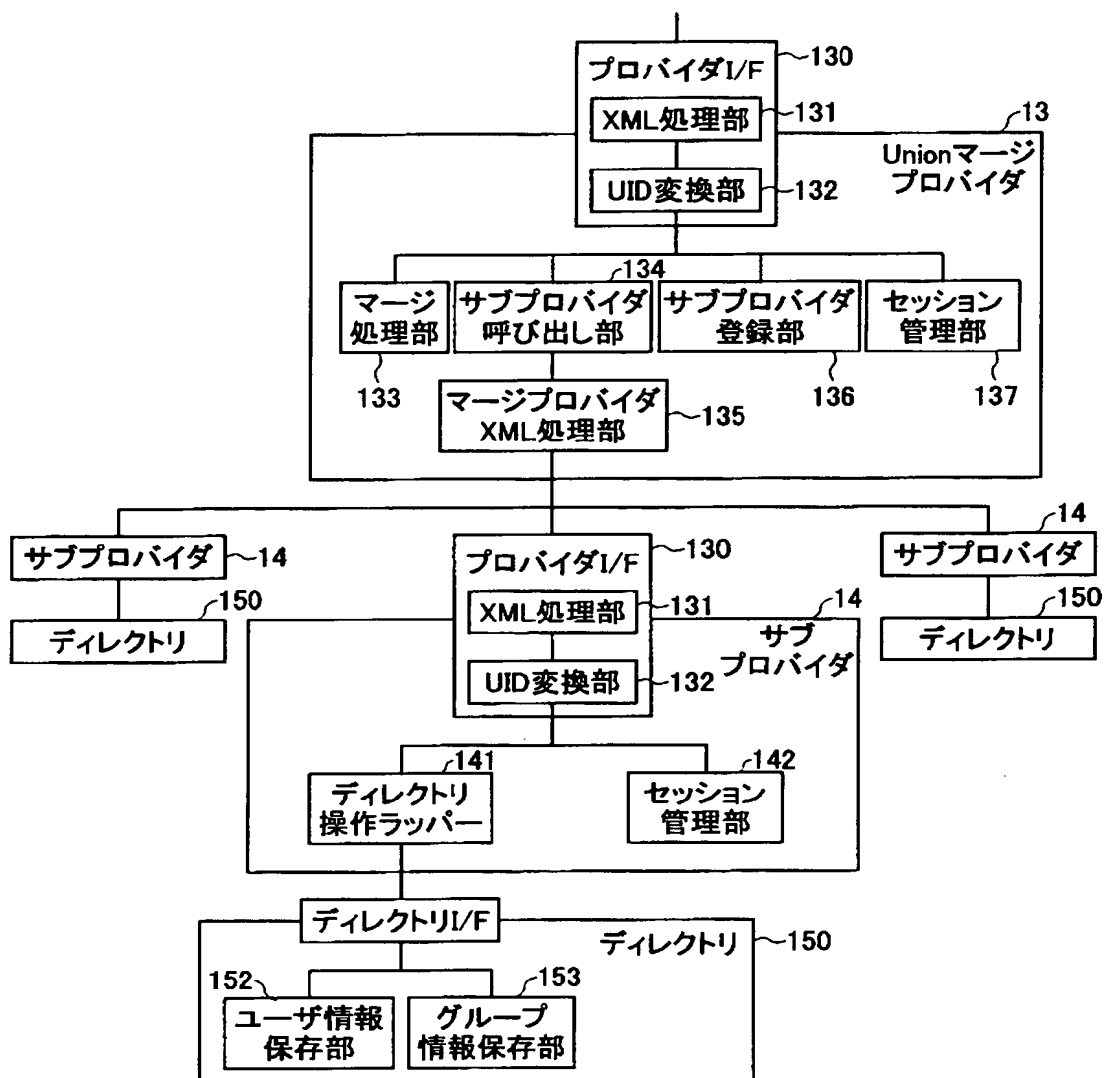 プロバイダI/F
130
XML処理部
131
13
Unionマージ
プロバイダ
UID変換部
132
134
マージ
処理部
サブプロバイダ
呼び出し部
サブプロバイダ
登録部
セッション
管理部
133
136
137
マージプロバイダ
XML処理部
135
サブプロバイダ
14
150
ディレクトリ
プロバイダI/F
130
XML処理部
131
14
サブ
プロバイダ
UID変換部
132
14
サブプロバイダ
150
ディレクトリ
141
ディレクトリ
操作ラッパー
142
セッション
管理部
ディレクトリI/F
ディレクトリ
150
152
ユーザ情報
保存部
153
グループ
情報保存部